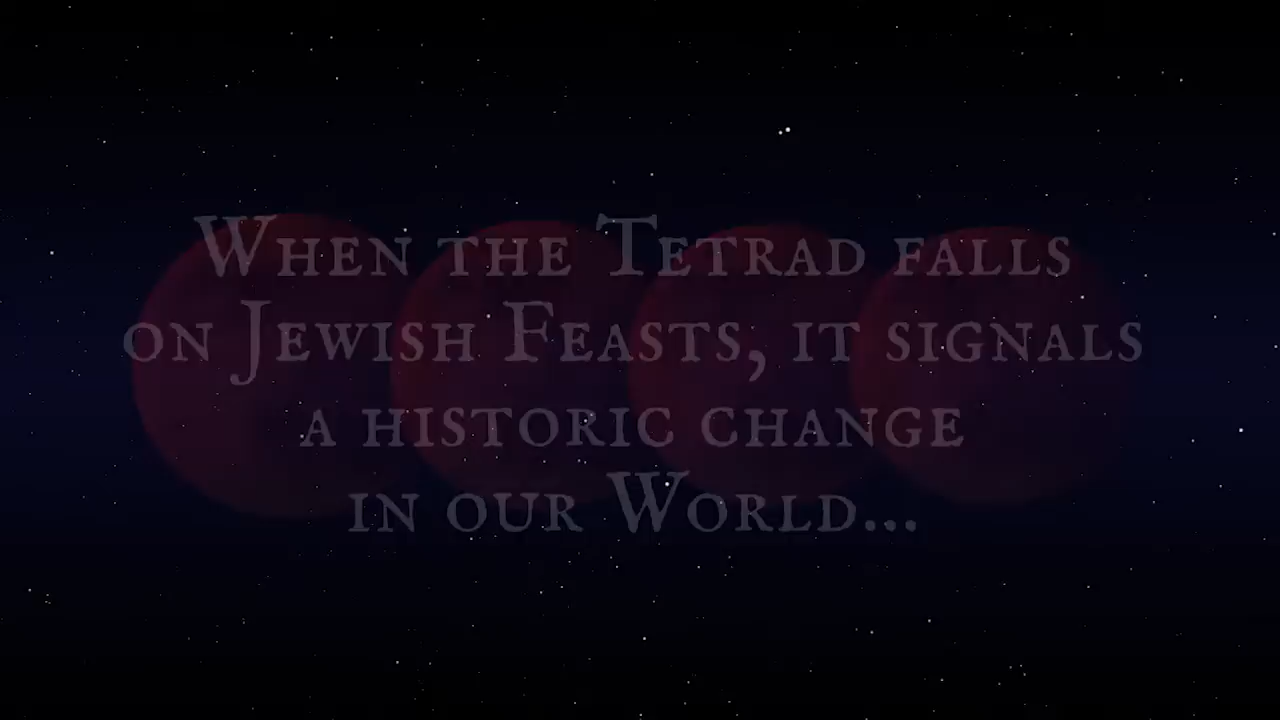 When the Tetrad falls
on Jewish Feasts, it signals
a historic change
in our World...